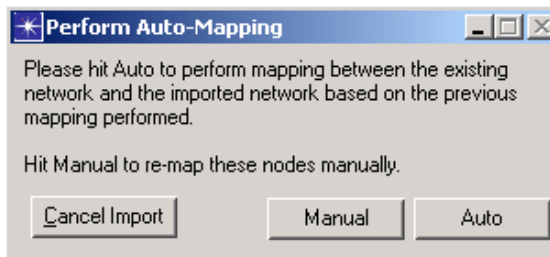 Perform Auto-Mapping
Please hit Auto to perform mapping between the existing
network and the imported network based on the previous
mapping performed.
Hit Manual to re-map these nodes manually.
Cancel Import
Manual
Auto